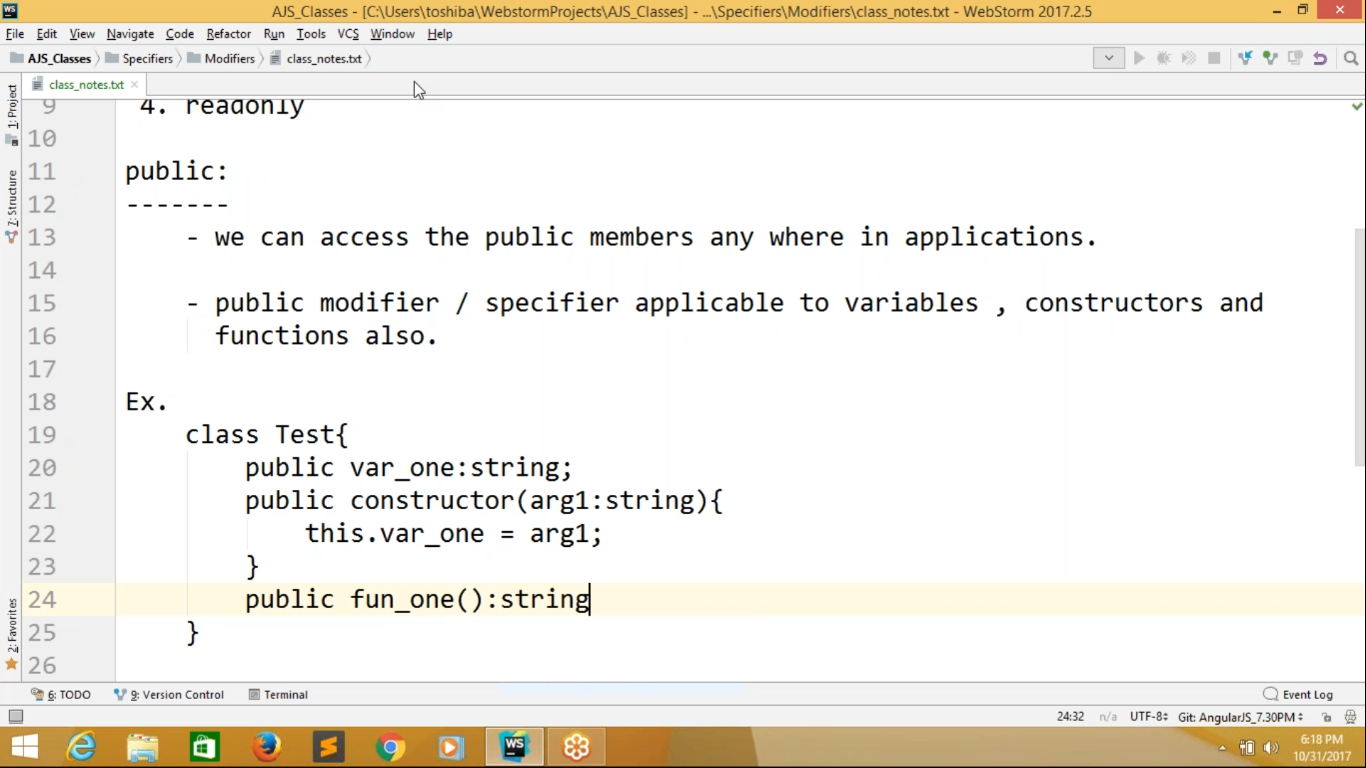 WS
AJS_Classes - [C:\Users\toshiba\WebstormProjects\AJS_Classes] - ...\Specifiers\Modifiers\class_notes.txt - WebStorm 2017.2.5
File Edit View Navigate Code Refactor Run Tools VCS Window Help
AJS_Classes Specifiers Modifiers class_notes.txt
class_notes.txt
1: Project
7: Structure
2: Favorites
9 4. readonly
10
11 public:
12 -------
13 - we can access the public members any where in applications.
14
15 - public modifier / specifier applicable to variables , constructors and
16 functions also.
17
18 Ex.
19 class Test{
20 public var_one:string;
21 public constructor(arg1:string){
22 this.var_one = arg1;
23 }
24 public fun_one():string
25 }
26
6: TODO 9: Version Control Terminal Event Log
24:32 n/a UTF-8 Git: AngularJS_7.30PM
WS
6:18 PM
10/31/2017